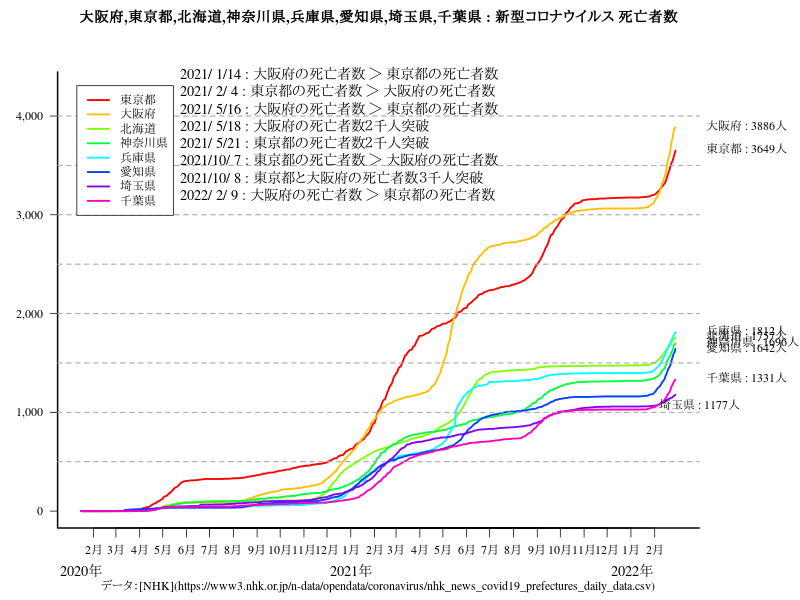 大阪府,東京都,北海道,神奈川県,兵庫県,愛知県,埼玉県,千葉県 : 新型コロナウイルス 死亡者数
2021/ 1/14 : 大阪府の死亡者数 ＞ 東京都の死亡者数
2021/ 2/ 4 : 東京都の死亡者数 ＞ 大阪府の死亡者数
2021/ 5/16 : 大阪府の死亡者数 ＞ 東京都の死亡者数
2021/ 5/18 : 大阪府の死亡者数2千人突破
2021/ 5/21 : 東京都の死亡者数2千人突破
2021/10/ 7 : 東京都の死亡者数 ＞ 大阪府の死亡者数
2021/10/ 8 : 東京都と大阪府の死亡者数3千人突破
2022/ 2/ 9 : 大阪府の死亡者数 ＞ 東京都の死亡者数
東京都
大阪府
北海道
神奈川県
兵庫県
愛知県
埼玉県
千葉県
4,000
3,000
2,000
1,000
0
大阪府 : 3886人
東京都 : 3649人
兵庫県 : 1812人
神奈川県 : 1696人
愛知県 : 1642人
千葉県 : 1331人
埼玉県 : 1177人
2月 3月 4月 5月 6月 7月 8月 9月 10月 11月 12月 1月 2月 3月 4月 5月 6月 7月 8月 9月 10月 11月 12月 1月 2月
2020年 2021年 2022年
データ：[NHK](https://www3.nhk.or.jp/n-data/opendata/coronavirus/nhk_news_covid19_prefectures_daily_data.csv)